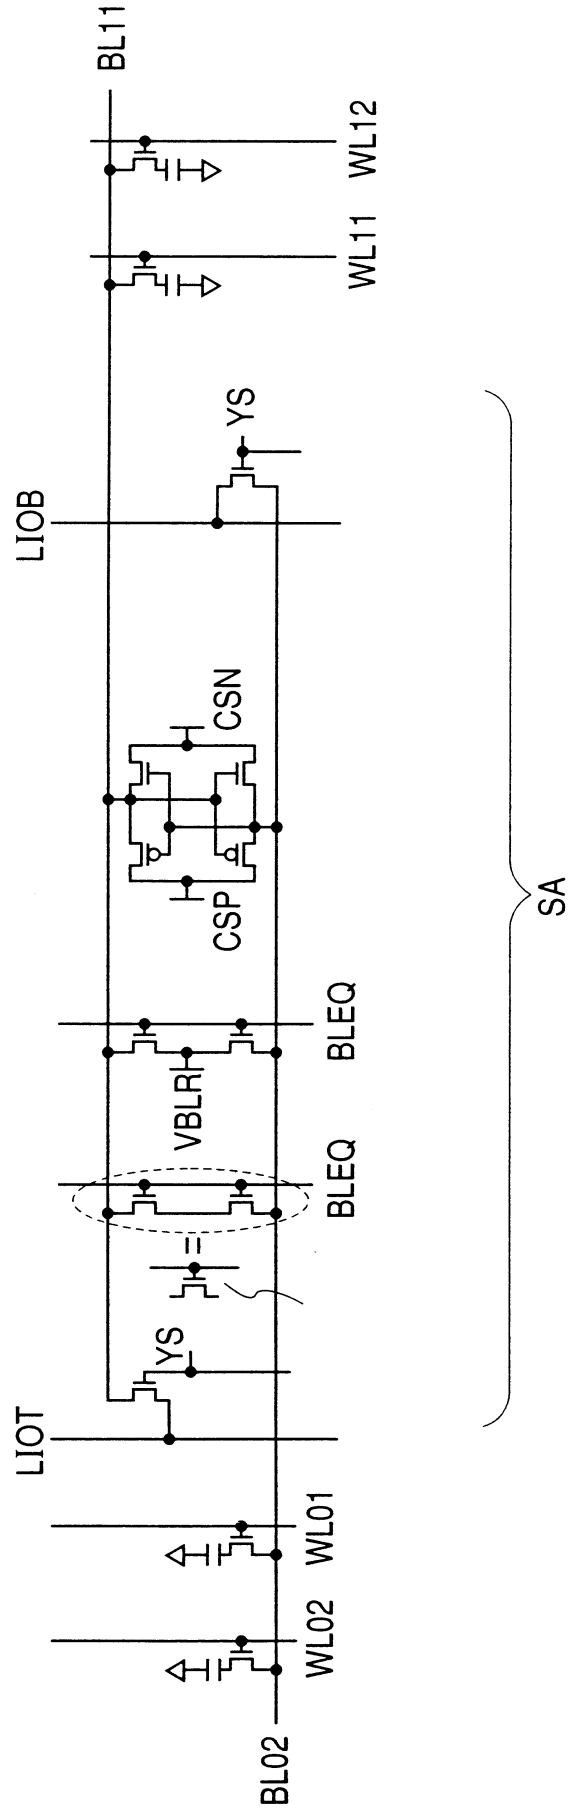 BL11
WL12
WL11
YS
LIOB
CSN
CSP
SA
BLEQ
VBLR
BLEQ
=
YS
LIOT
WL01
WL02
BL02